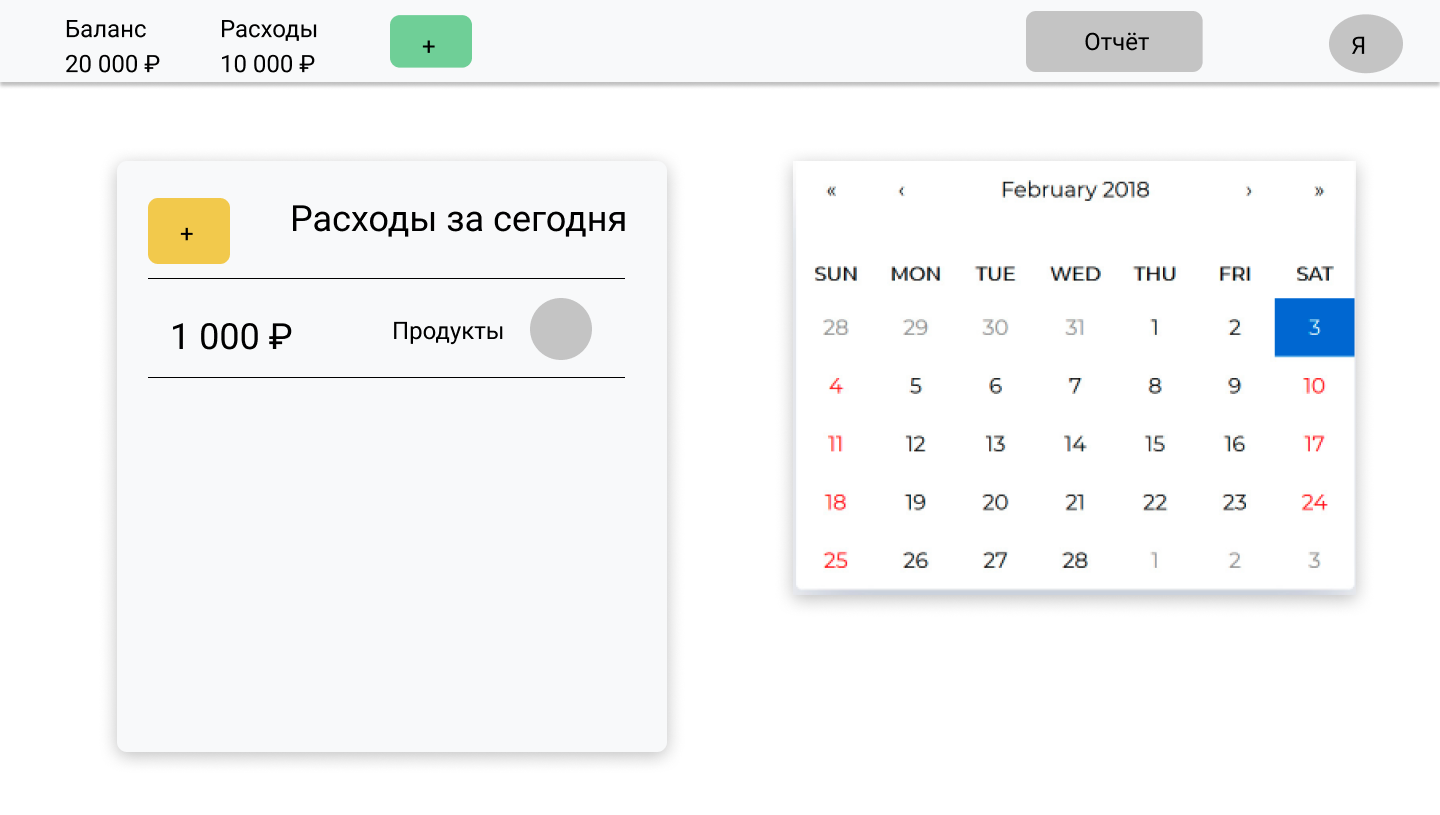 Баланс
20 000 ₽
Расходы
10 000 ₽
+
Отчёт
Я
+
Расходы за сегодня
1 000 ₽
Продукты
« ‹ February 2018 › »
SUN MON TUE WED THU FRI SAT
28 29 30 31 1 2 3
4 5 6 7 8 9 10
11 12 13 14 15 16 17
18 19 20 21 22 23 24
25 26 27 28 1 2 3